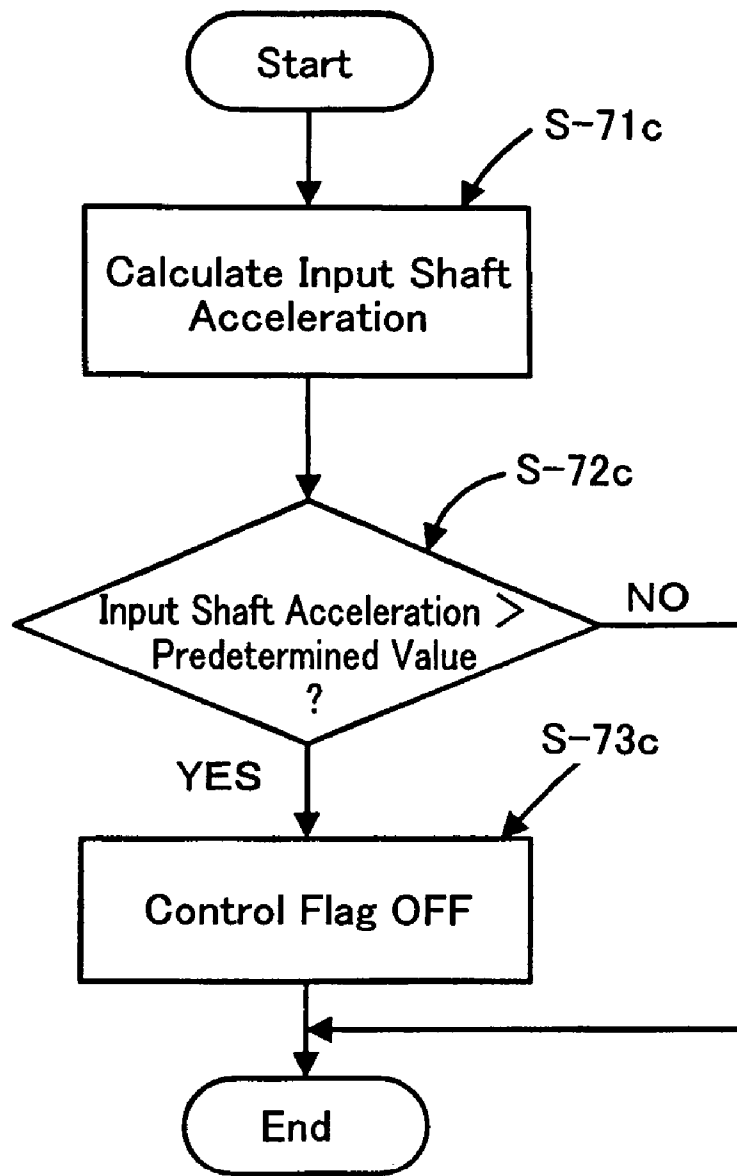 Start
S-71c
Calculate Input Shaft
Acceleration
S-72c
Input Shaft Acceleration >
Predetermined Value
?
NO
YES
S-73c
Control Flag OFF
End